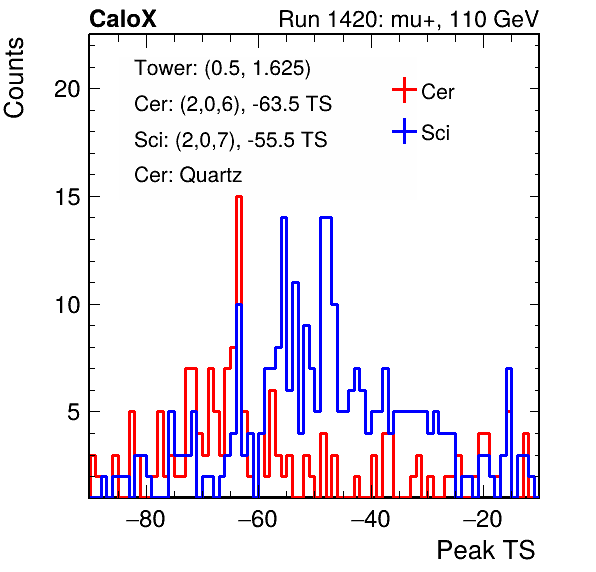 CaloX Run 1420: mu+, 110 GeV
Tower: (0.5, 1.625)
Cer: (2,0,6), -63.5 TS
Sci: (2,0,7), -55.5 TS
Cer: Quartz
Cer
Sci
Counts
20
15
10
5
−80 −60 −40 −20
Peak TS